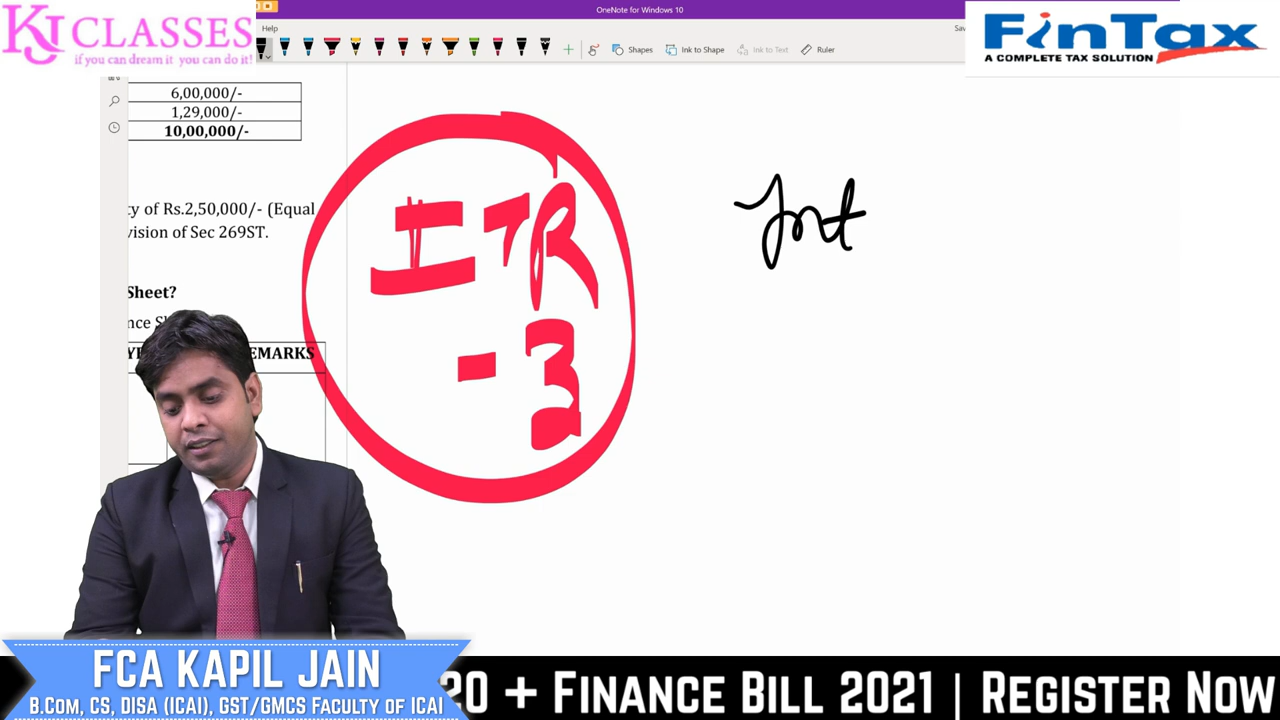 KJ CLASSES
if you can dream it you can do it!
OneNote for Windows 10
FinTax
A COMPLETE TAX SOLUTION
Help
Shapes
Ink to Shape
Ink to Text
Ruler
6,00,000/-
1,29,000/-
10,00,000/-
ty of Rs.2,50,000/- (Equal
vision of Sec 269ST.
Sheet?
ITR
- 3
Int
EMARKS
FCA KAPIL JAIN
B.COM, CS, DISA (ICAI), GST/GMCS FACULTY OF ICAI
20 + FINANCE BILL 2021 | REGISTER NOW